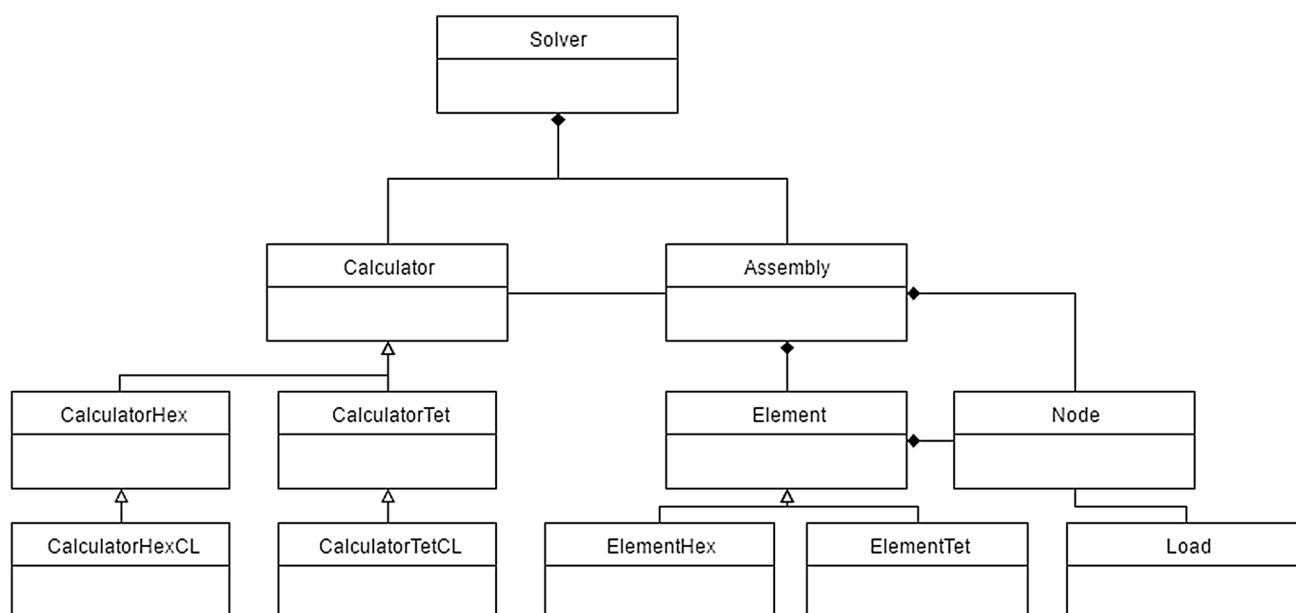 Solver
Calculator
Assembly
CalculatorHex
CalculatorTet
Element
Node
CalculatorHexCL
CalculatorTetCL
ElementHex
ElementTet
Load